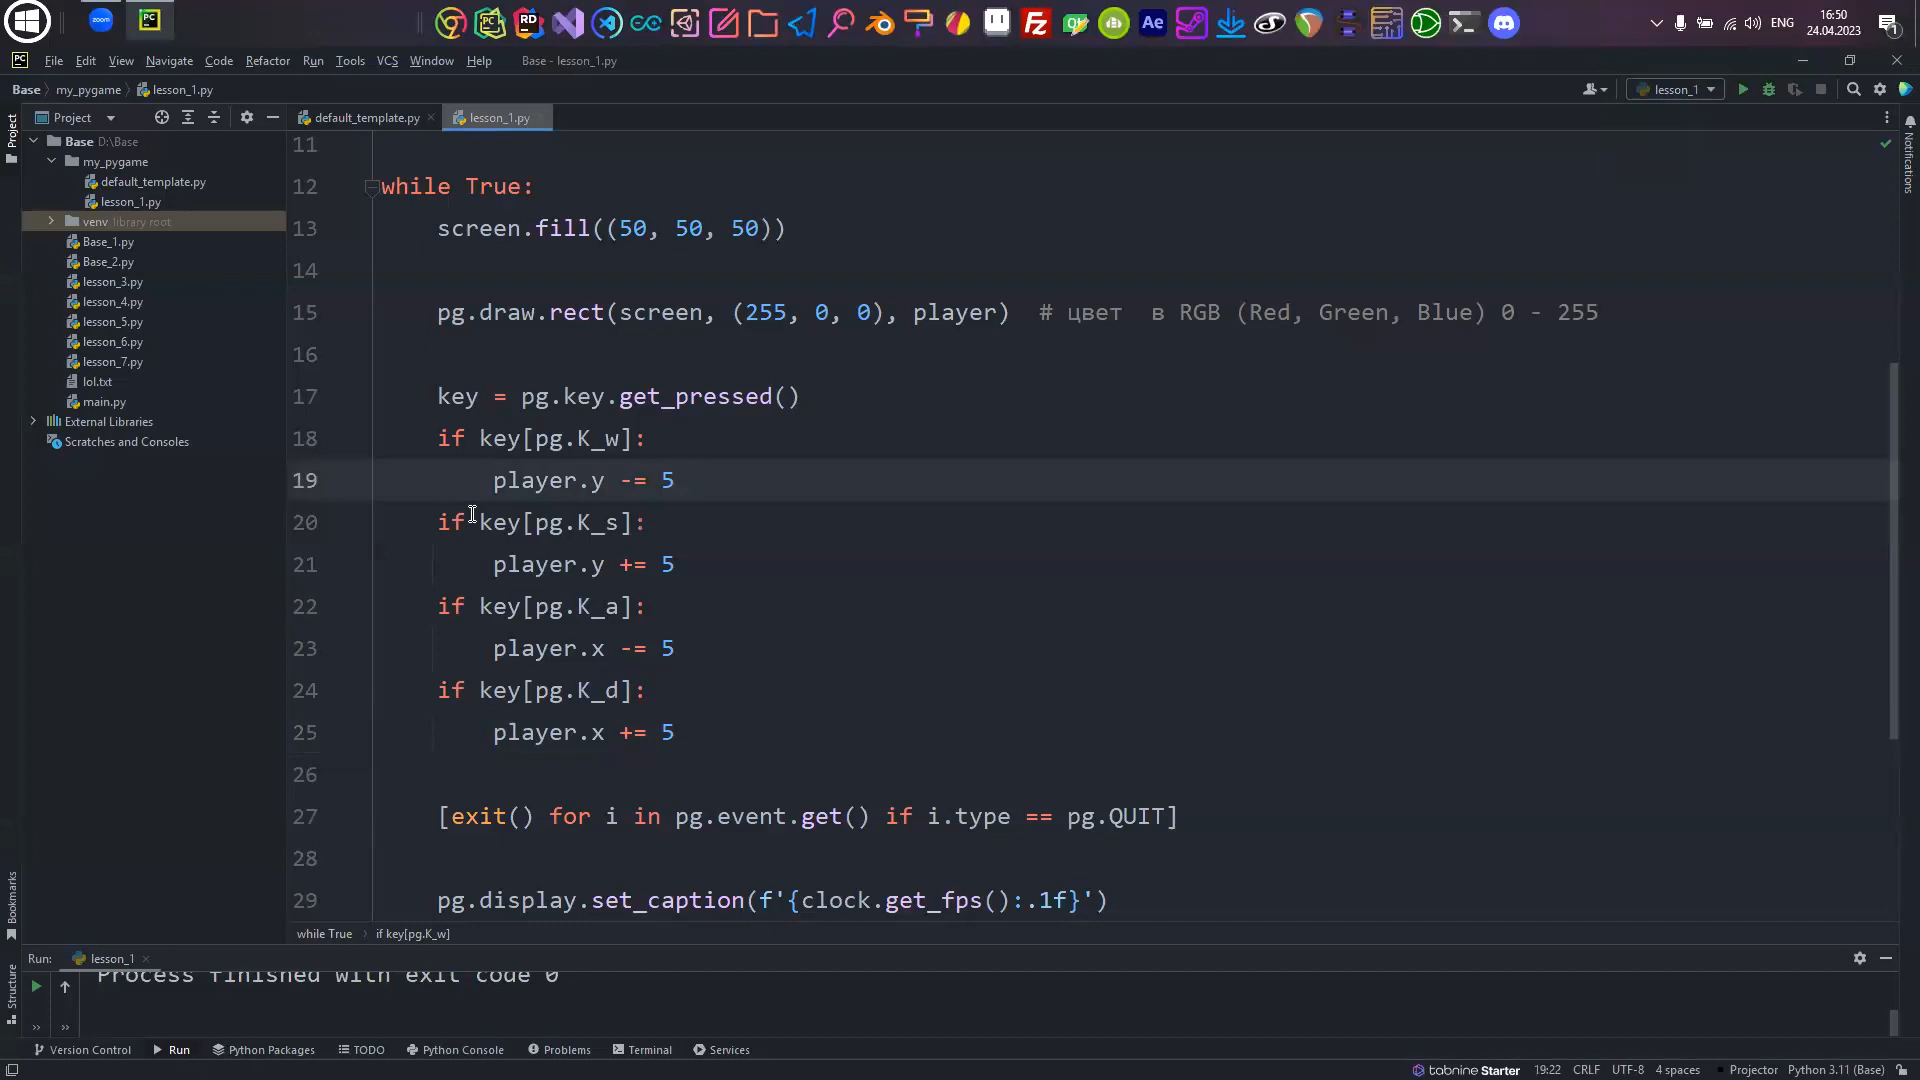 zoom
PC
RD
Fz
Qt
Ae
ENG
16:50
24.04.2023
1
PC File Edit View Navigate Code Refactor Run Tools VCS Window Help Base - lesson_1.py
Base my_pygame lesson_1.py
lesson_1
Project
default_template.py
lesson_1.py
Base D:\Base
my_pygame
default_template.py
lesson_1.py
venv library root
Base_1.py
Base_2.py
lesson_3.py
lesson_4.py
lesson_5.py
lesson_6.py
lesson_7.py
lol.txt
main.py
External Libraries
Scratches and Consoles
Project
Notifications
Bookmarks
Structure
11
12 while True:
13 screen.fill((50, 50, 50))
14
15 pg.draw.rect(screen, (255, 0, 0), player) # цвет в RGB (Red, Green, Blue) 0 - 255
16
17 key = pg.key.get_pressed()
18 if key[pg.K_w]:
19 player.y -= 5
20 if key[pg.K_s]:
21 player.y += 5
22 if key[pg.K_a]:
23 player.x -= 5
24 if key[pg.K_d]:
25 player.x += 5
26
27 [exit() for i in pg.event.get() if i.type == pg.QUIT]
28
29 pg.display.set_caption(f'{clock.get_fps():.1f}')
while True if key[pg.K_w]
Run: lesson_1
Process finished with exit code 0
Version Control Run Python Packages TODO Python Console Problems Terminal Services
tabnine Starter 19:22 CRLF UTF-8 4 spaces Projector Python 3.11 (Base)